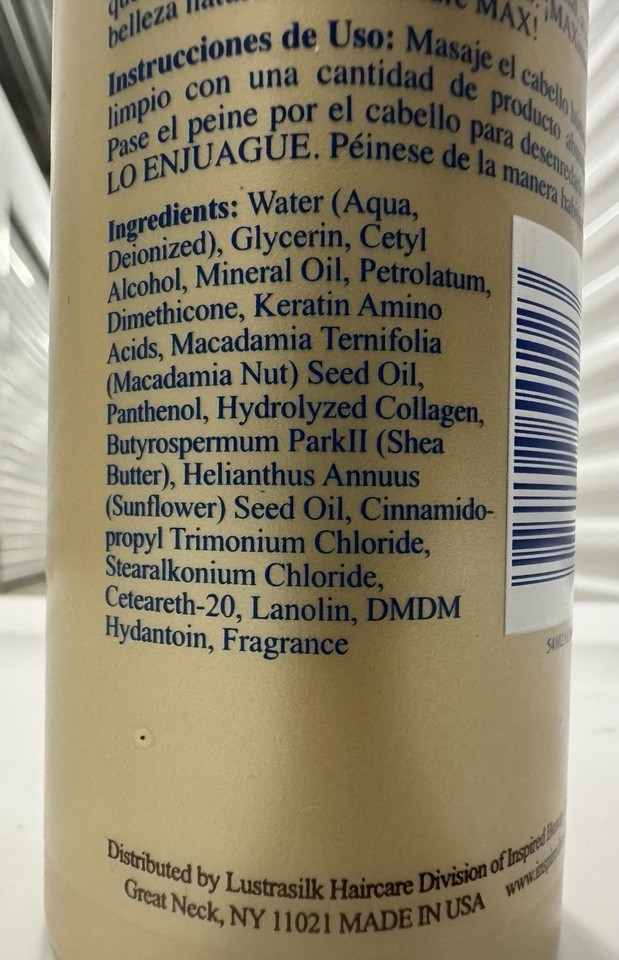 belleza
MAX!
Instrucciones de Uso: Masaje el cabello
limpio con una cantidad de producto
Pase el peine por el cabello para
LO ENJUAGUE. Péinese de la manera
Ingredients: Water (Aqua,
Deionized), Glycerin, Cetyl
Alcohol, Mineral Oil, Petrolatum,
Dimethicone, Keratin Amino
Acids, Macadamia Ternifolia
(Macadamia Nut) Seed Oil,
Panthenol, Hydrolyzed Collagen,
Butyrospermum ParkII (Shea
Butter), Helianthus Annuus
(Sunflower) Seed Oil, Cinnamido-
propyl Trimonium Chloride,
Stearalkonium Chloride,
Ceteareth-20, Lanolin, DMDM
Hydantoin, Fragrance
Distributed by Lustrasilk Haircare Division of Inspired
Great Neck, NY 11021 MADE IN USA